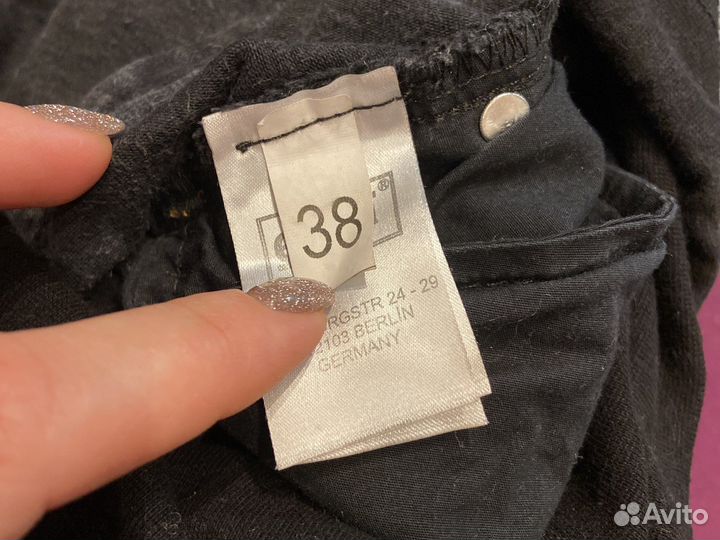 38
®
RGSTR 24 - 29
103 BERLIN
GERMANY
Avito